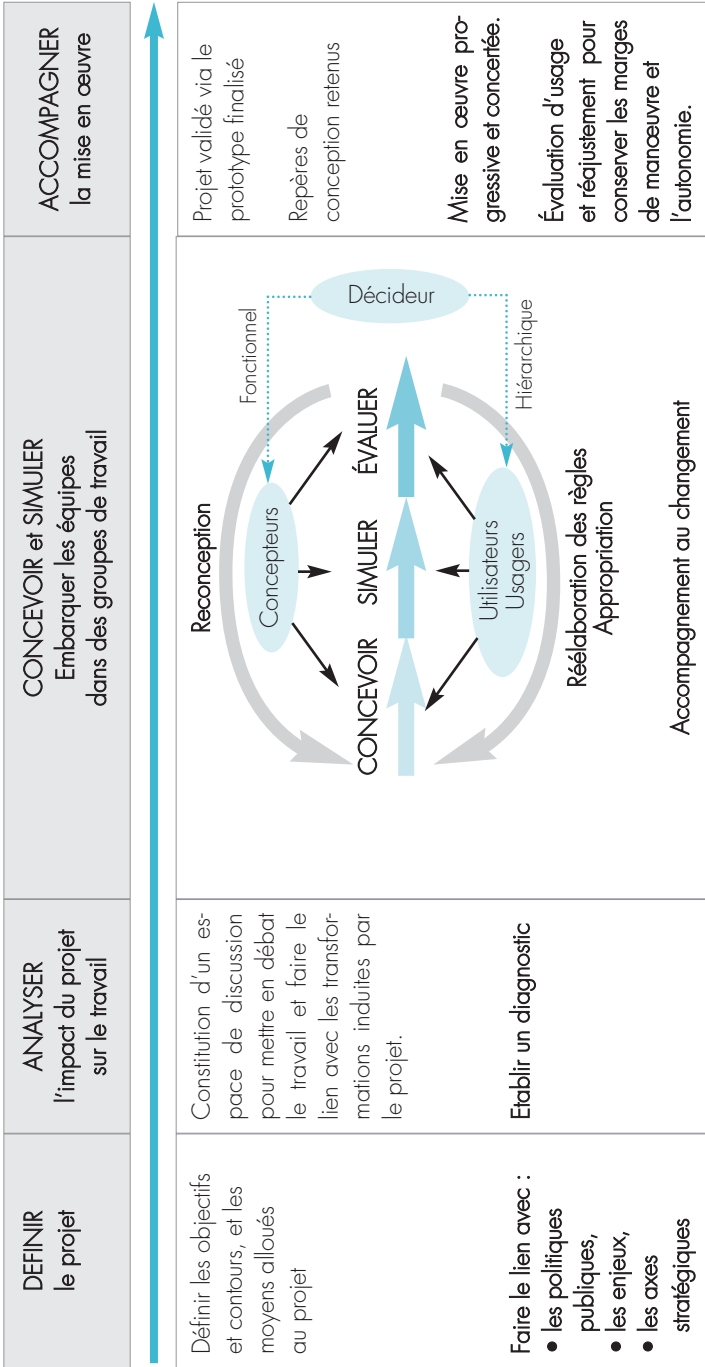 DEFINIR
le projet
ANALYSER
l'impact du projet
sur le travail
CONCEVOIR et SIMULER
Embarquer les équipes
dans des groupes de travail
ACCOMPAGNER
la mise en œuvre
Définir les objectifs
et contours, et les
moyens alloués
au projet
Faire le lien avec :
• les politiques
publiques,
• les enjeux,
• les axes
stratégiques
Constitution d'un es-
pace de discussion
pour mettre en débat
le travail et faire le
lien avec les transfor-
mations induites par
le projet.
Etablir un diagnostic
Reconception
Fonctionnel
Concepteurs
Décideur
CONCEVOIR
SIMULER
ÉVALUER
Utilisateurs
Usagers
Hiérarchique
Réélaboration des règles
Appropriation
Accompagnement au changement
Projet validé via le
prototype finalisé
Repères de
conception retenus
Mise en œuvre pro-
gressive et concertée.
Évaluation d'usage
et réajustement pour
conserver les marges
de manœuvre et
l'autonomie.